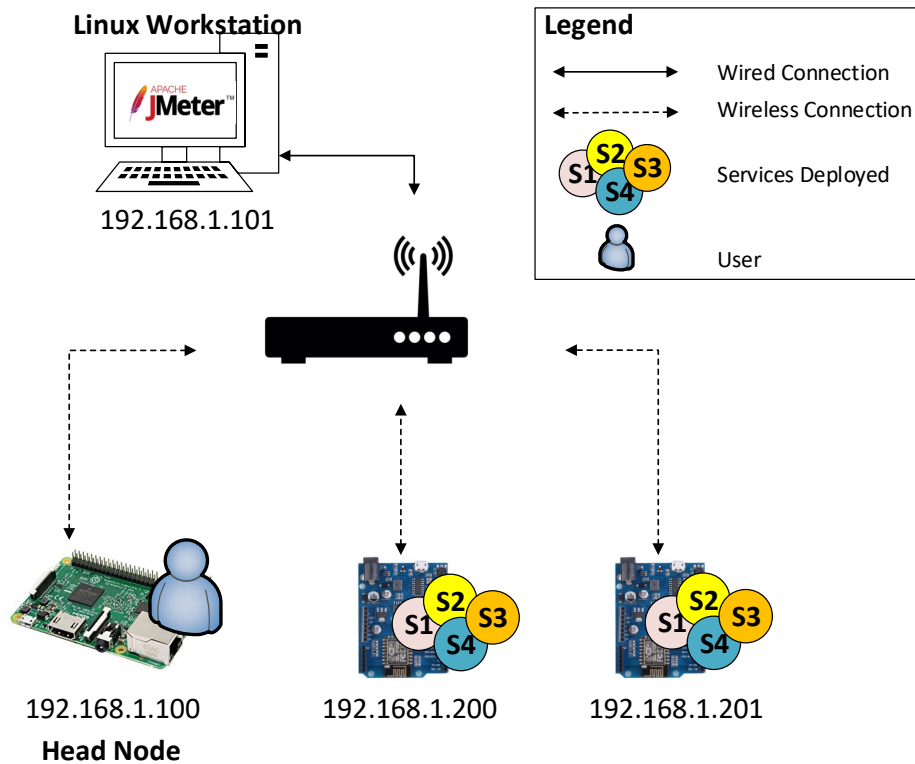 Linux Workstation
APACHE
JMeter™
192.168.1.101
Legend
Wired Connection
Wireless Connection
S1
S2
S3
S4
Services Deployed
User
192.168.1.100
Head Node
S1
S2
S3
S4
192.168.1.200
S1
S2
S3
S4
192.168.1.201